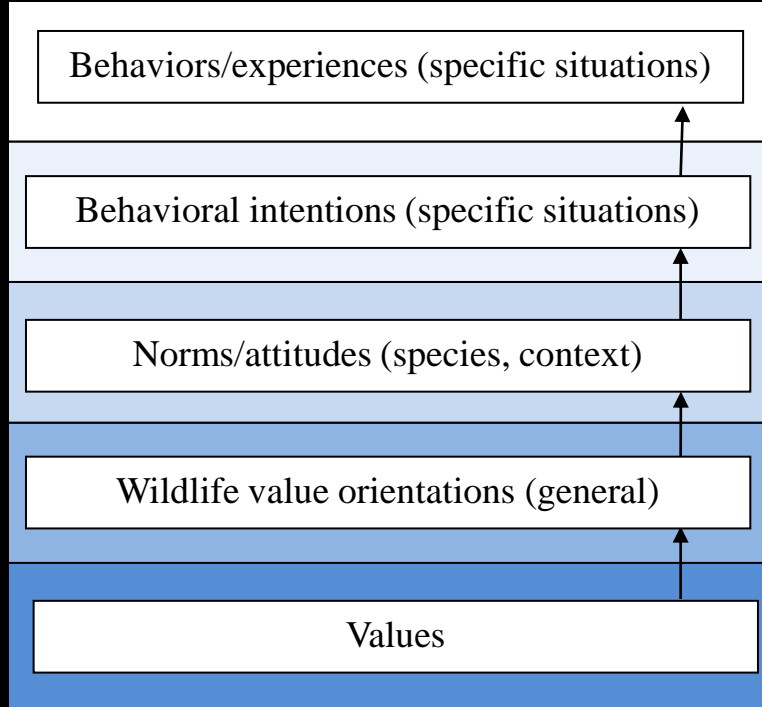 Behaviors/experiences (specific situations)
Behavioral intentions (specific situations)
Norms/attitudes (species, context)
Wildlife value orientations (general)
Values